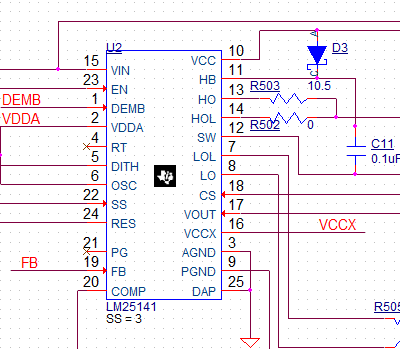 U2
D3
A
C
15 VIN VCC 10
23 EN HB 11
10.5
DEMB 1 DEMB HO 13 R503
VDDA 2 VDDA HOL 14 R502 0
4 RT SW 12 C11
5 DITH LOL 7 0.1uF
6 OSC LO 8
22 SS CS 18
24 RES VOUT 17
VCCX 16 VCCX
21 PG AGND 3
FB 19 FB PGND 9
20 COMP DAP 25
LM25141
SS = 3
R505